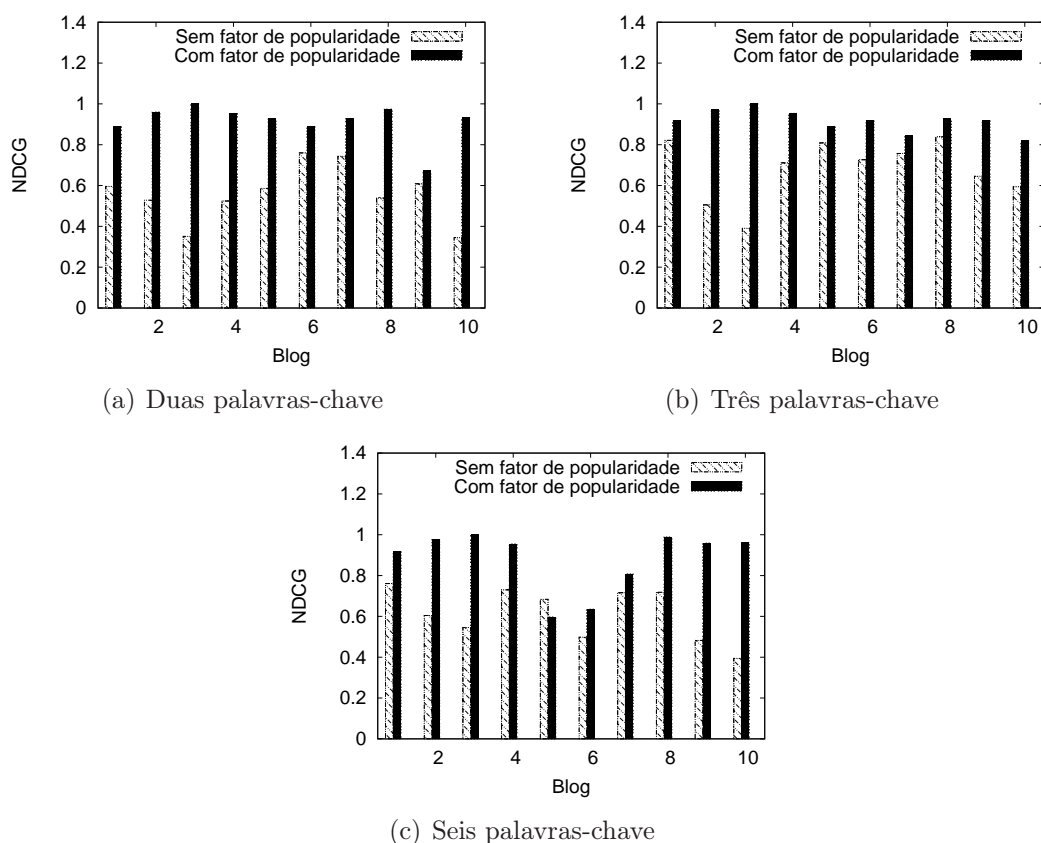 1.4
1.2
1
0.8
0.6
0.4
0.2
0
NDCG
Sem fator de popularidade
Com fator de popularidade
2 4 6 8 10
Blog
(a) Duas palavras-chave
1.4
1.2
1
0.8
0.6
0.4
0.2
0
NDCG
Sem fator de popularidade
Com fator de popularidade
2 4 6 8 10
Blog
(b) Três palavras-chave
1.4
1.2
1
0.8
0.6
0.4
0.2
0
NDCG
Sem fator de popularidade
Com fator de popularidade
2 4 6 8 10
Blog
(c) Seis palavras-chave